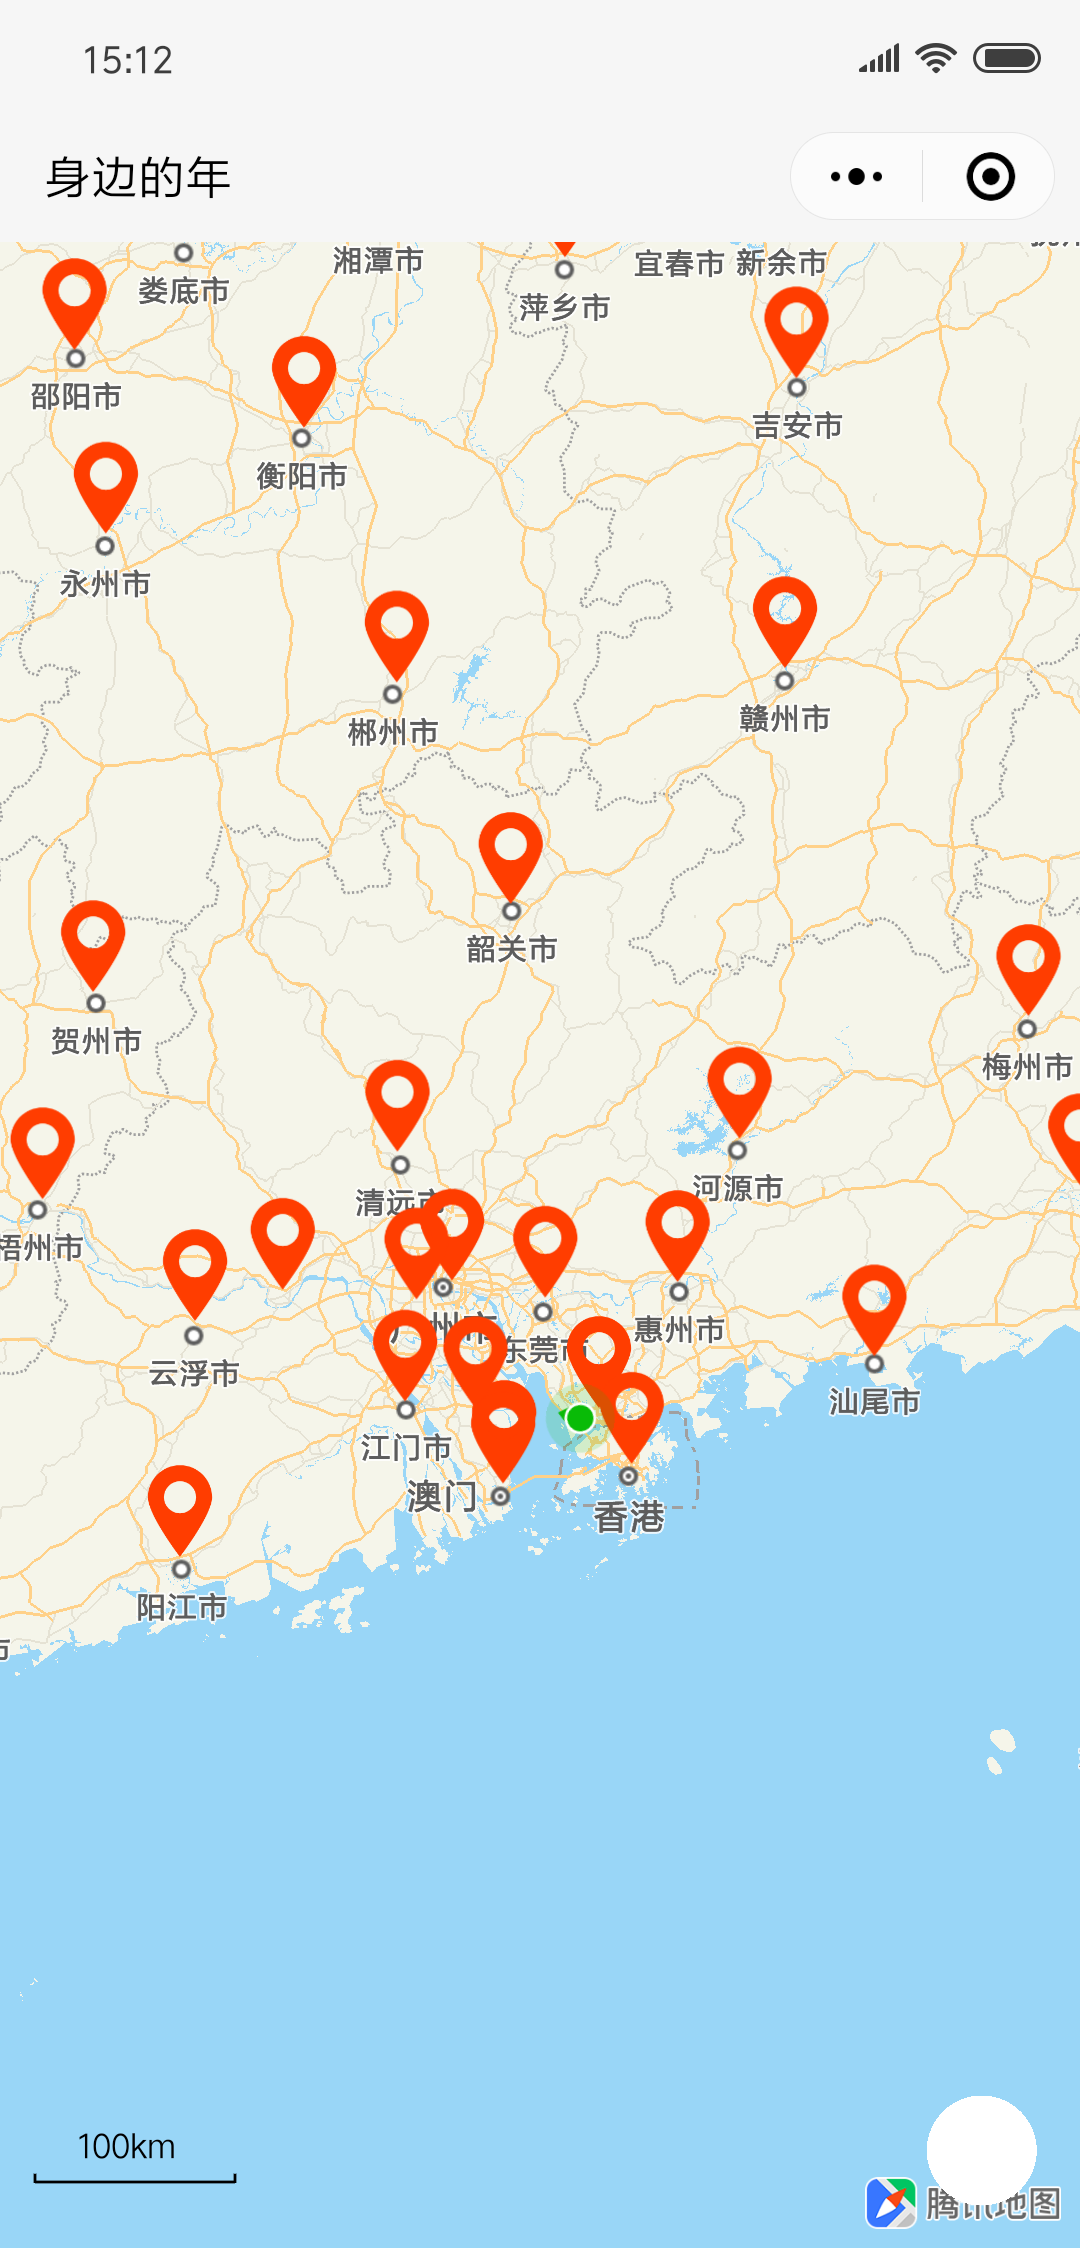 15:12
身边的年
湘潭市
宜春市
新余市
娄底市
萍乡市
邵阳市
吉安市
衡阳市
永州市
郴州市
赣州市
韶关市
贺州市
梅州市
河源市
清远市
梧州市
广州市
东莞市
惠州市
云浮市
汕尾市
江门市
澳门
香港
阳江市
市
100km
腾讯地图